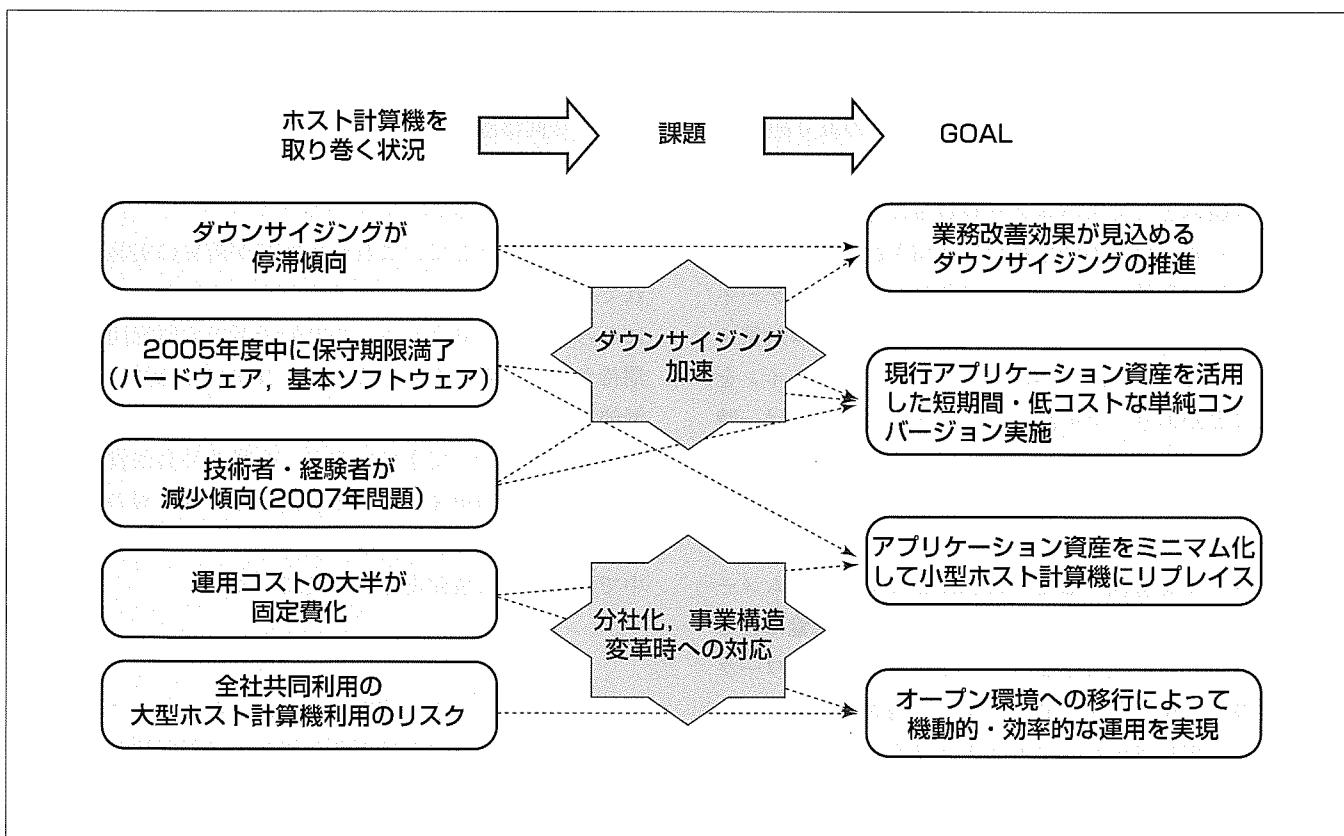 ホスト計算機を
取り巻く状況
課題
GOAL
ダウンサイジングが
停滞傾向
2005年度中に保守期限満了
(ハードウェア，基本ソフトウェア)
技術者・経験者が
減少傾向(2007年問題)
運用コストの大半が
固定費化
全社共同利用の
大型ホスト計算機利用のリスク
ダウンサイジング
加速
分社化，事業構造
変革時への対応
業務改善効果が見込める
ダウンサイジングの推進
現行アプリケーション資産を活用
した短期間・低コストな単純コン
バージョン実施
アプリケーション資産をミニマム化
して小型ホスト計算機にリプレイス
オープン環境への移行によって
機動的・効率的な運用を実現